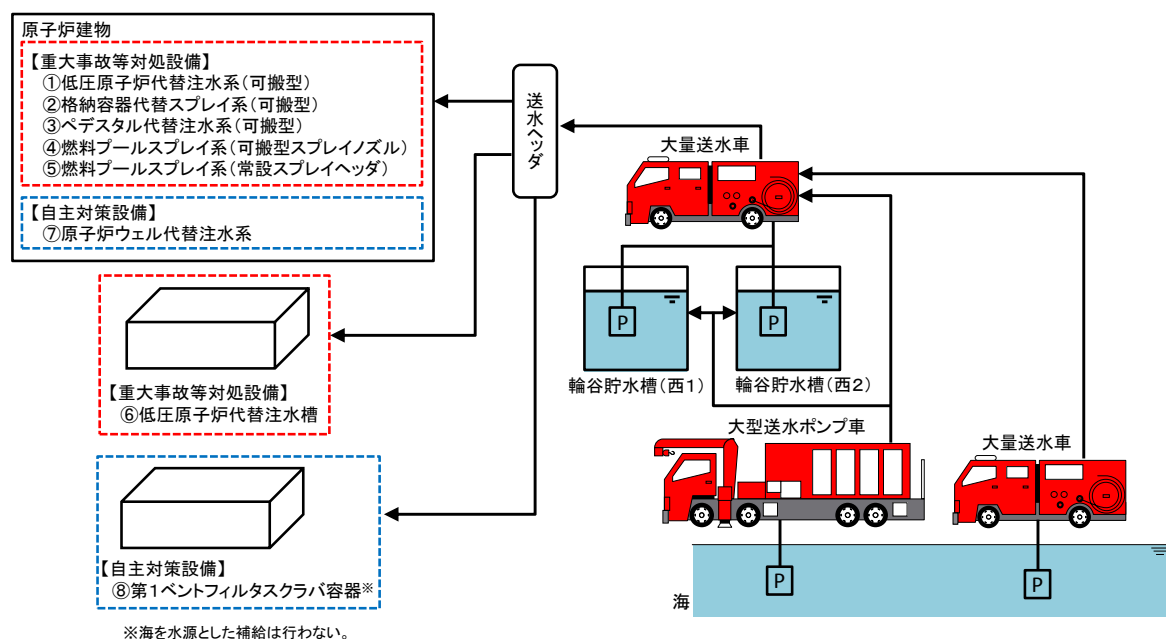 原子炉建物
【重大事故等対処設備】
①低圧原子炉代替注水系(可搬型)
②格納容器代替スプレイ系(可搬型)
③ペデスタル代替注水系(可搬型)
④燃料プールスプレイ系(可搬型スプレイノズル)
⑤燃料プールスプレイ系(常設スプレイヘッダ)
【自主対策設備】
⑦原子炉ウェル代替注水系
送水ヘッダ
大量送水車
P
P
輪谷貯水槽(西1)
輪谷貯水槽(西2)
【重大事故等対処設備】
⑥低圧原子炉代替注水槽
大型送水ポンプ車
大量送水車
【自主対策設備】
⑧第1ベントフィルタスクラバ容器※
P
P
海
※海を水源とした補給は行わない。